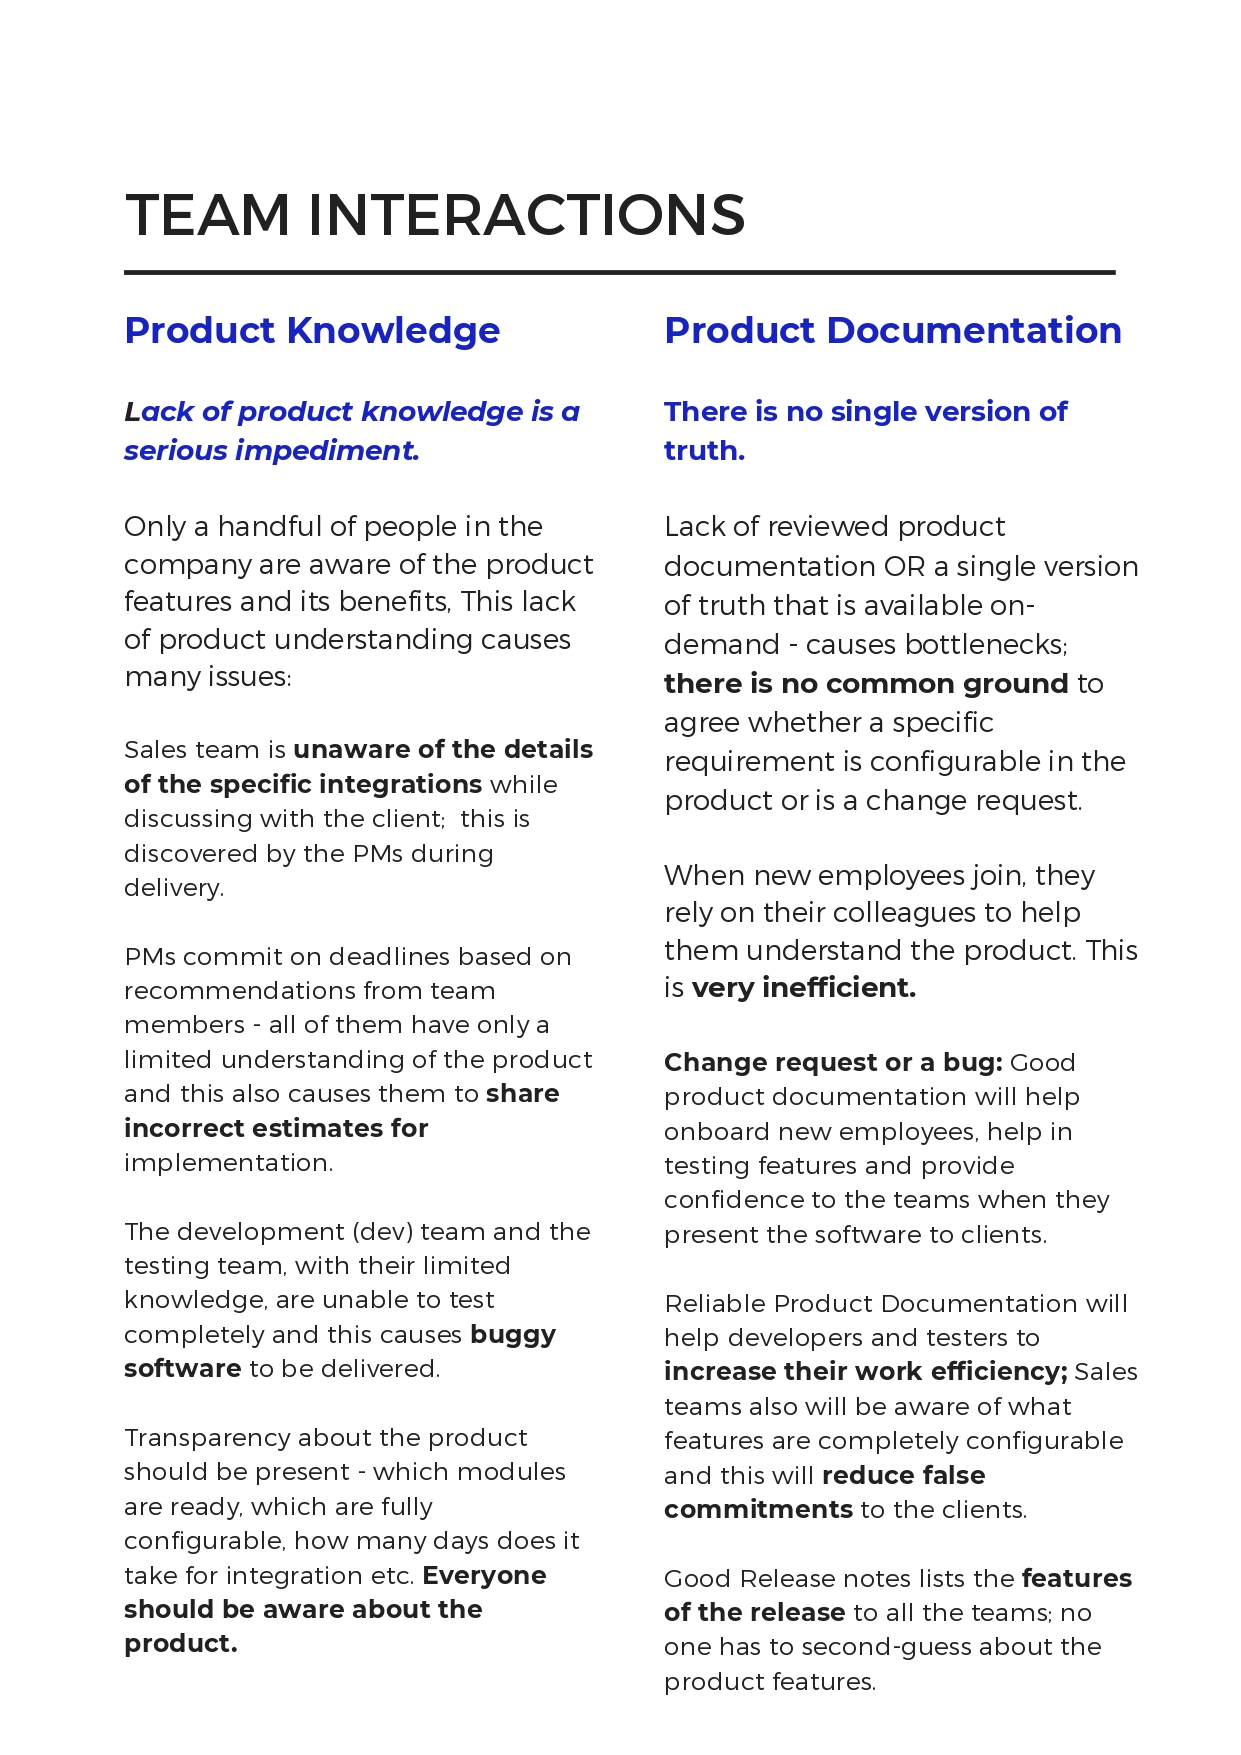 TEAM INTERACTIONS
Product Knowledge
Lack of product knowledge is a
serious impediment.
Only a handful of people in the
company are aware of the product
features and its benefits, This lack
of product understanding causes
many issues:
Sales team is unaware of the details
of the specific integrations while
discussing with the client;  this is
discovered by the PMs during
delivery.
PMs commit on deadlines based on
recommendations from team
members - all of them have only a
limited understanding of the product
and this also causes them to share
incorrect estimates for
implementation.
The development (dev) team and the
testing team, with their limited
knowledge, are unable to test
completely and this causes buggy
software to be delivered.
Transparency about the product
should be present - which modules
are ready, which are fully
configurable, how many days does it
take for integration etc. Everyone
should be aware about the
product.
Product Documentation
There is no single version of
truth.
Lack of reviewed product
documentation OR a single version
of truth that is available on-
demand - causes bottlenecks;
there is no common ground to
agree whether a specific
requirement is configurable in the
product or is a change request.
When new employees join, they
rely on their colleagues to help
them understand the product. This
is very inefficient.
Change request or a bug: Good
product documentation will help
onboard new employees, help in
testing features and provide
confidence to the teams when they
present the software to clients.
Reliable Product Documentation will
help developers and testers to
increase their work efficiency; Sales
teams also will be aware of what
features are completely configurable
and this will reduce false
commitments to the clients.
Good Release notes lists the features
of the release to all the teams; no
one has to second-guess about the
product features.